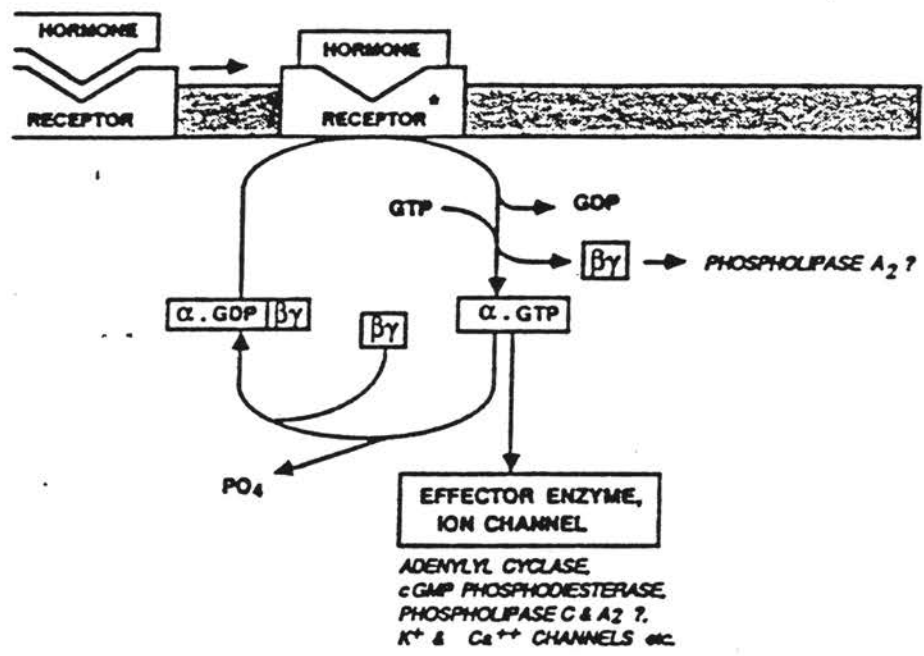 HORMONE
HORMONE
RECEPTOR
RECEPTOR*
GTP
GDP
βγ
PHOSPHOLIPASE A₂ ?
α . GDP βγ
βγ
α . GTP
PO₄
EFFECTOR ENZYME,
ION CHANNEL
ADENYLYL CYCLASE,
cGMP PHOSPHODIESTERASE,
PHOSPHOLIPASE C & A₂ ?,
K⁺ & Ca⁺⁺ CHANNELS etc.